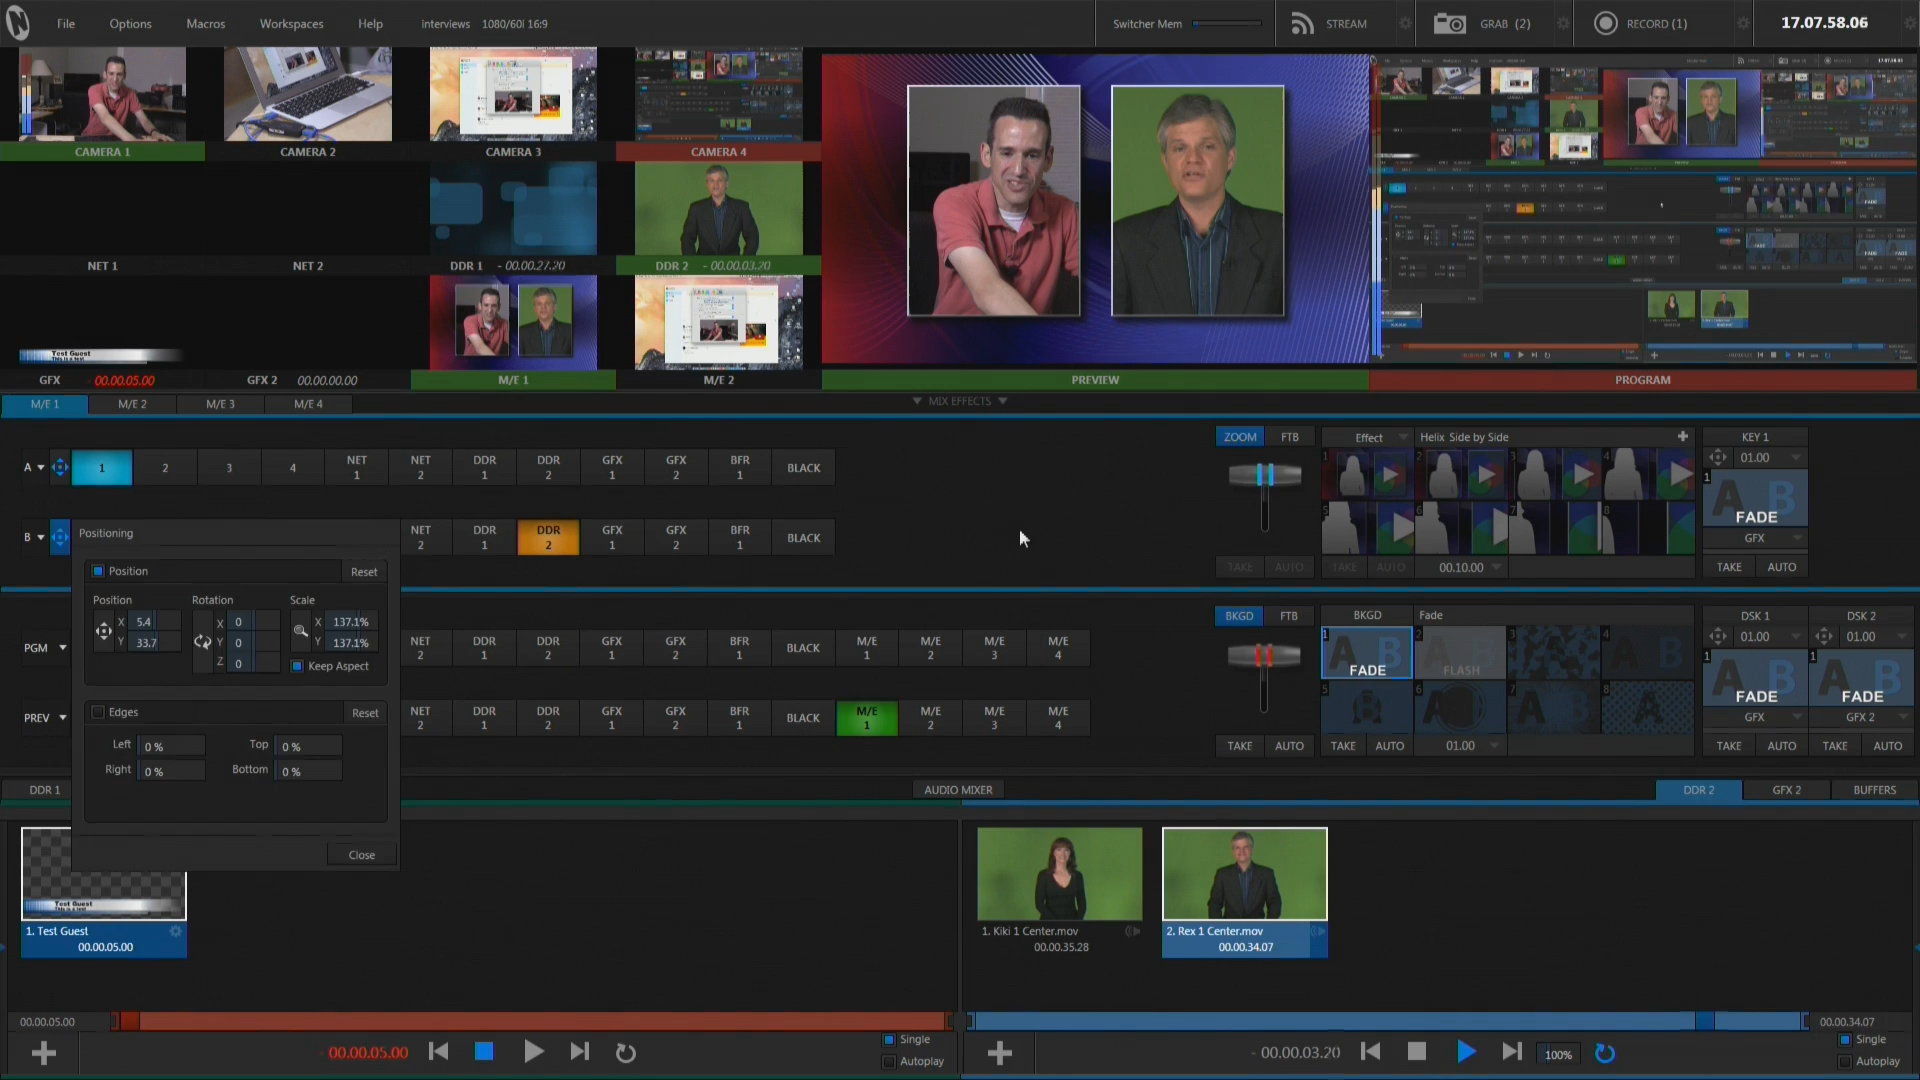 File Options Macros Workspaces Help Interviews 1080/60i 16:9 Switcher Mem STREAM GRAB (2) RECORD (1) 17.07.58.06
CAMERA 1 CAMERA 2 CAMERA 3 CAMERA 4
NET 1 NET 2 DDR 1 - 00.00.27.20 DDR 2 - 00.00.03.20
Test Guest
This is a test
GFX 00.00.05.00 GFX 2 00.00.00.00 M/E 1 M/E 2 PREVIEW PROGRAM
M/E 1 M/E 2 M/E 3 M/E 4 MIX EFFECTS
ZOOM FTB Effect Helix Side by Side KEY 1
A 1 2 3 4 NET 1 NET 2 DDR 1 DDR 2 GFX 1 GFX 2 BFR 1 BLACK
01.00
FADE
B NET 2 DDR 1 DDR 2 GFX 1 GFX 2 BFR 1 BLACK
GFX
TAKE AUTO TAKE AUTO 00.10.00 TAKE AUTO
Positioning
Position Reset
Position Rotation Scale
X 5.4 X 0 X 137.1%
Y 33.7 Y 0 Y 137.1%
Z 0 Keep Aspect
Edges Reset
Left 0 % Top 0 %
Right 0 % Bottom 0 %
Close
BKGD FTB BKGD Fade DSK 1 DSK 2
PGM NET 2 DDR 1 DDR 2 GFX 1 GFX 2 BFR 1 BLACK M/E 1 M/E 2 M/E 3 M/E 4
01.00 01.00
FADE FLASH FADE FADE
PREV NET 2 DDR 1 DDR 2 GFX 1 GFX 2 BFR 1 BLACK M/E 1 M/E 2 M/E 3 M/E 4
GFX GFX 2
TAKE AUTO TAKE AUTO 01.00 TAKE AUTO TAKE AUTO
DDR 1 AUDIO MIXER DDR 2 GFX 2 BUFFERS
Test Guest
This is a test
1. Test Guest
00.00.05.00
1. Kiki 1 Center.mov
00.00.35.28
2. Rex 1 Center.mov
00.00.34.07
00.00.05.00 00.00.34.07
- 00.00.05.00 Single
Autoplay
- 00.00.03.20 100% Single
Autoplay